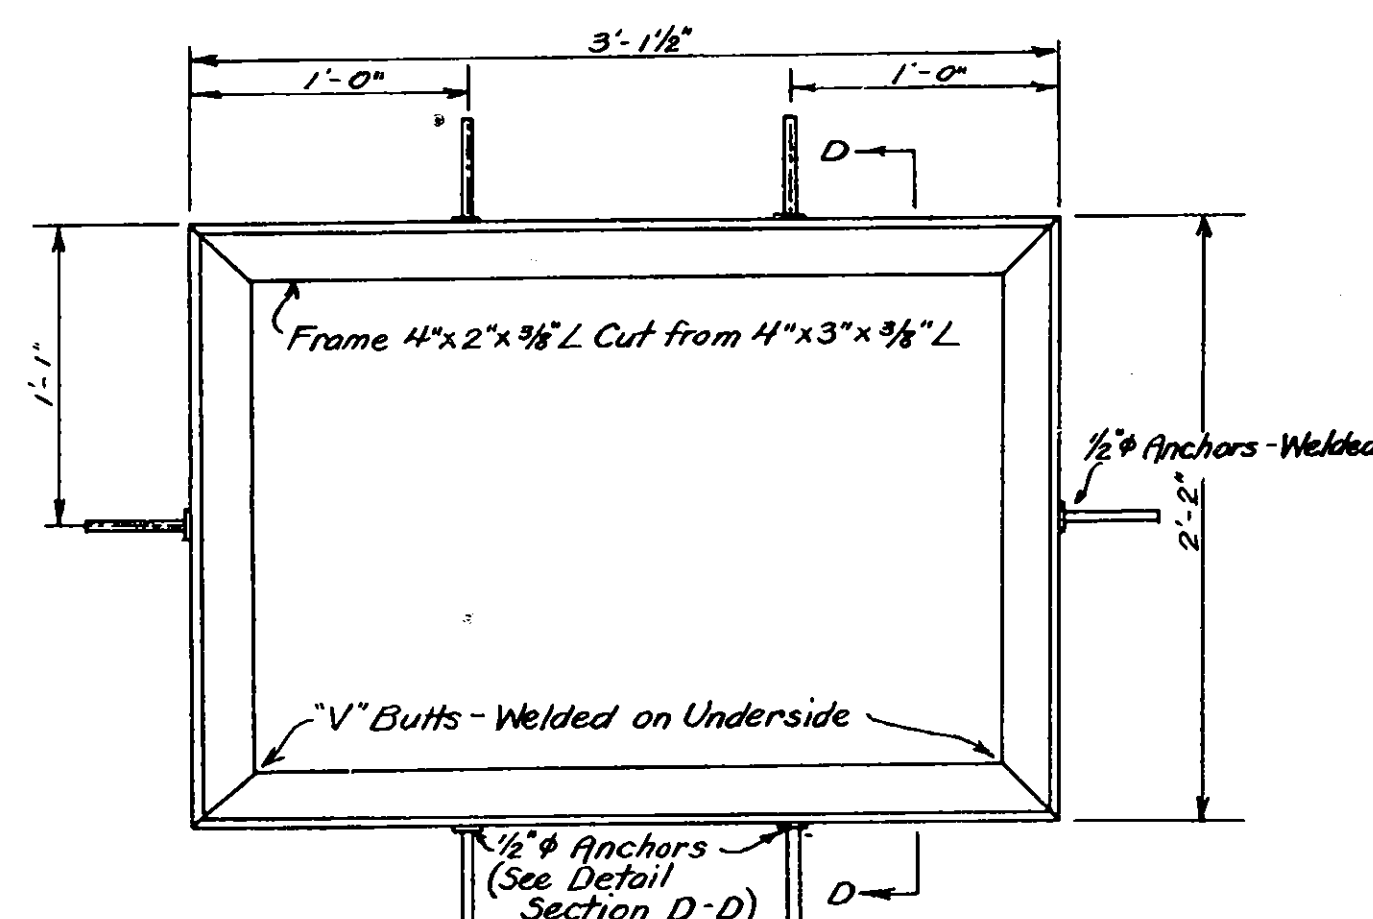 3'-1½"
1'-0"
1'-0"
D
Frame 4"x2"x⅜"L Cut from 4"x3"x⅜"L
1'-1"
½"φ Anchors-Welded
2'-2"
"V" Butts-Welded on Underside
½"φ Anchors
(See Detail
Section D-D)
D